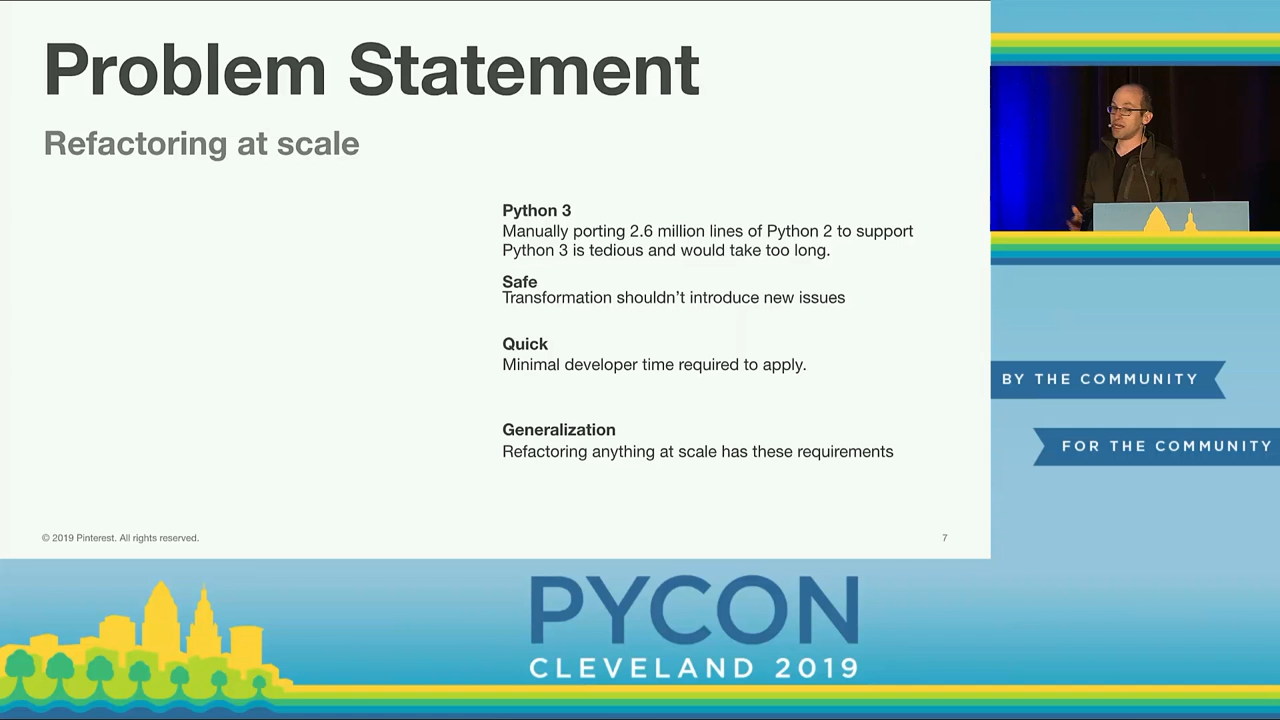 Problem Statement
Refactoring at scale
Python 3
Manually porting 2.6 million lines of Python 2 to support
Python 3 is tedious and would take too long.
Safe
Transformation shouldn't introduce new issues
Quick
Minimal developer time required to apply.
Generalization
Refactoring anything at scale has these requirements
© 2019 Pinterest. All rights reserved.
7
BY THE COMMUNITY
FOR THE COMMUNITY
PYCON
CLEVELAND 2019